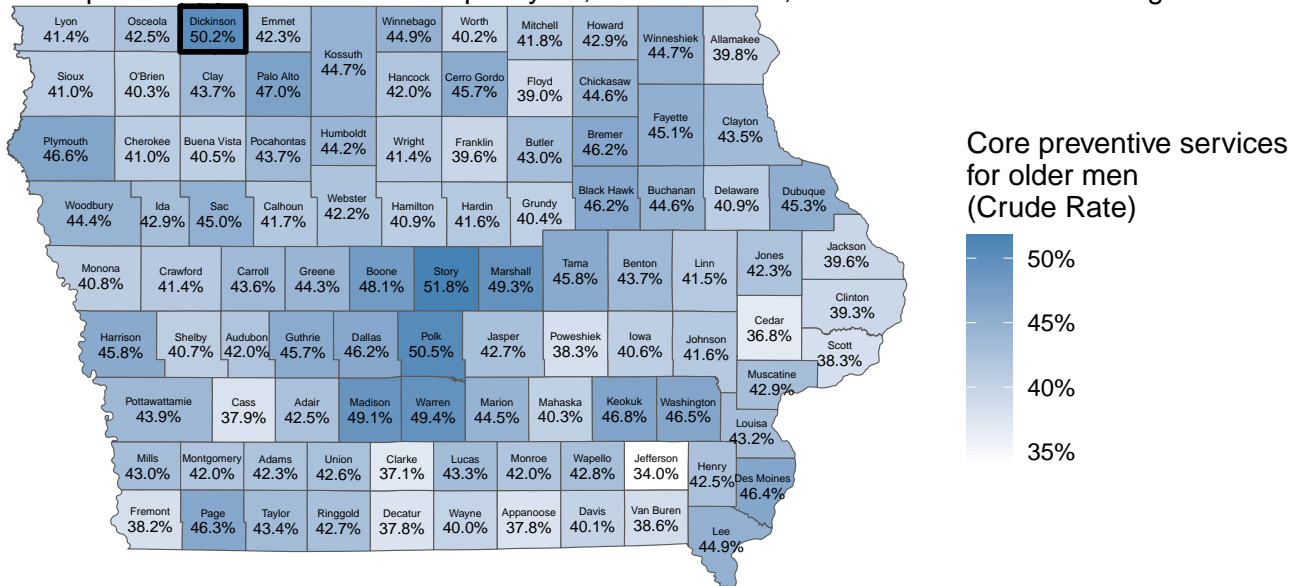 Lyon
41.4%
Osceola
42.5%
Dickinson
50.2%
Emmet
42.3%
Kossuth
44.7%
Winnebago
44.9%
Worth
40.2%
Mitchell
41.8%
Howard
42.9%
Winneshiek
44.7%
Allamakee
39.8%
Sioux
41.0%
O'Brien
40.3%
Clay
43.7%
Palo Alto
47.0%
Hancock
42.0%
Cerro Gordo
45.7%
Floyd
39.0%
Chickasaw
44.6%
Fayette
45.1%
Clayton
43.5%
Plymouth
46.6%
Cherokee
41.0%
Buena Vista
40.5%
Pocahontas
43.7%
Humboldt
44.2%
Wright
41.4%
Franklin
39.6%
Butler
43.0%
Bremer
46.2%
Woodbury
44.4%
Ida
42.9%
Sac
45.0%
Calhoun
41.7%
Webster
42.2%
Hamilton
40.9%
Hardin
41.6%
Grundy
40.4%
Black Hawk
46.2%
Buchanan
44.6%
Delaware
40.9%
Dubuque
45.3%
Monona
40.8%
Crawford
41.4%
Carroll
43.6%
Greene
44.3%
Boone
48.1%
Story
51.8%
Marshall
49.3%
Tama
45.8%
Benton
43.7%
Linn
41.5%
Jones
42.3%
Jackson
39.6%
Clinton
39.3%
Harrison
45.8%
Shelby
40.7%
Audubon
42.0%
Guthrie
45.7%
Dallas
46.2%
Polk
50.5%
Jasper
42.7%
Poweshiek
38.3%
Iowa
40.6%
Johnson
41.6%
Cedar
36.8%
Scott
38.3%
Muscatine
42.9%
Pottawattamie
43.9%
Cass
37.9%
Adair
42.5%
Madison
49.1%
Warren
49.4%
Marion
44.5%
Mahaska
40.3%
Keokuk
46.8%
Washington
46.5%
Louisa
43.2%
Mills
43.0%
Montgomery
42.0%
Adams
42.3%
Union
42.6%
Clarke
37.1%
Lucas
43.3%
Monroe
42.0%
Wapello
42.8%
Jefferson
34.0%
Henry
42.5%
Des Moines
46.4%
Fremont
38.2%
Page
46.3%
Taylor
43.4%
Ringgold
42.7%
Decatur
37.8%
Wayne
40.0%
Appanoose
37.8%
Davis
40.1%
Van Buren
38.6%
Lee
44.9%
Core preventive services
for older men
(Crude Rate)
50%
45%
40%
35%